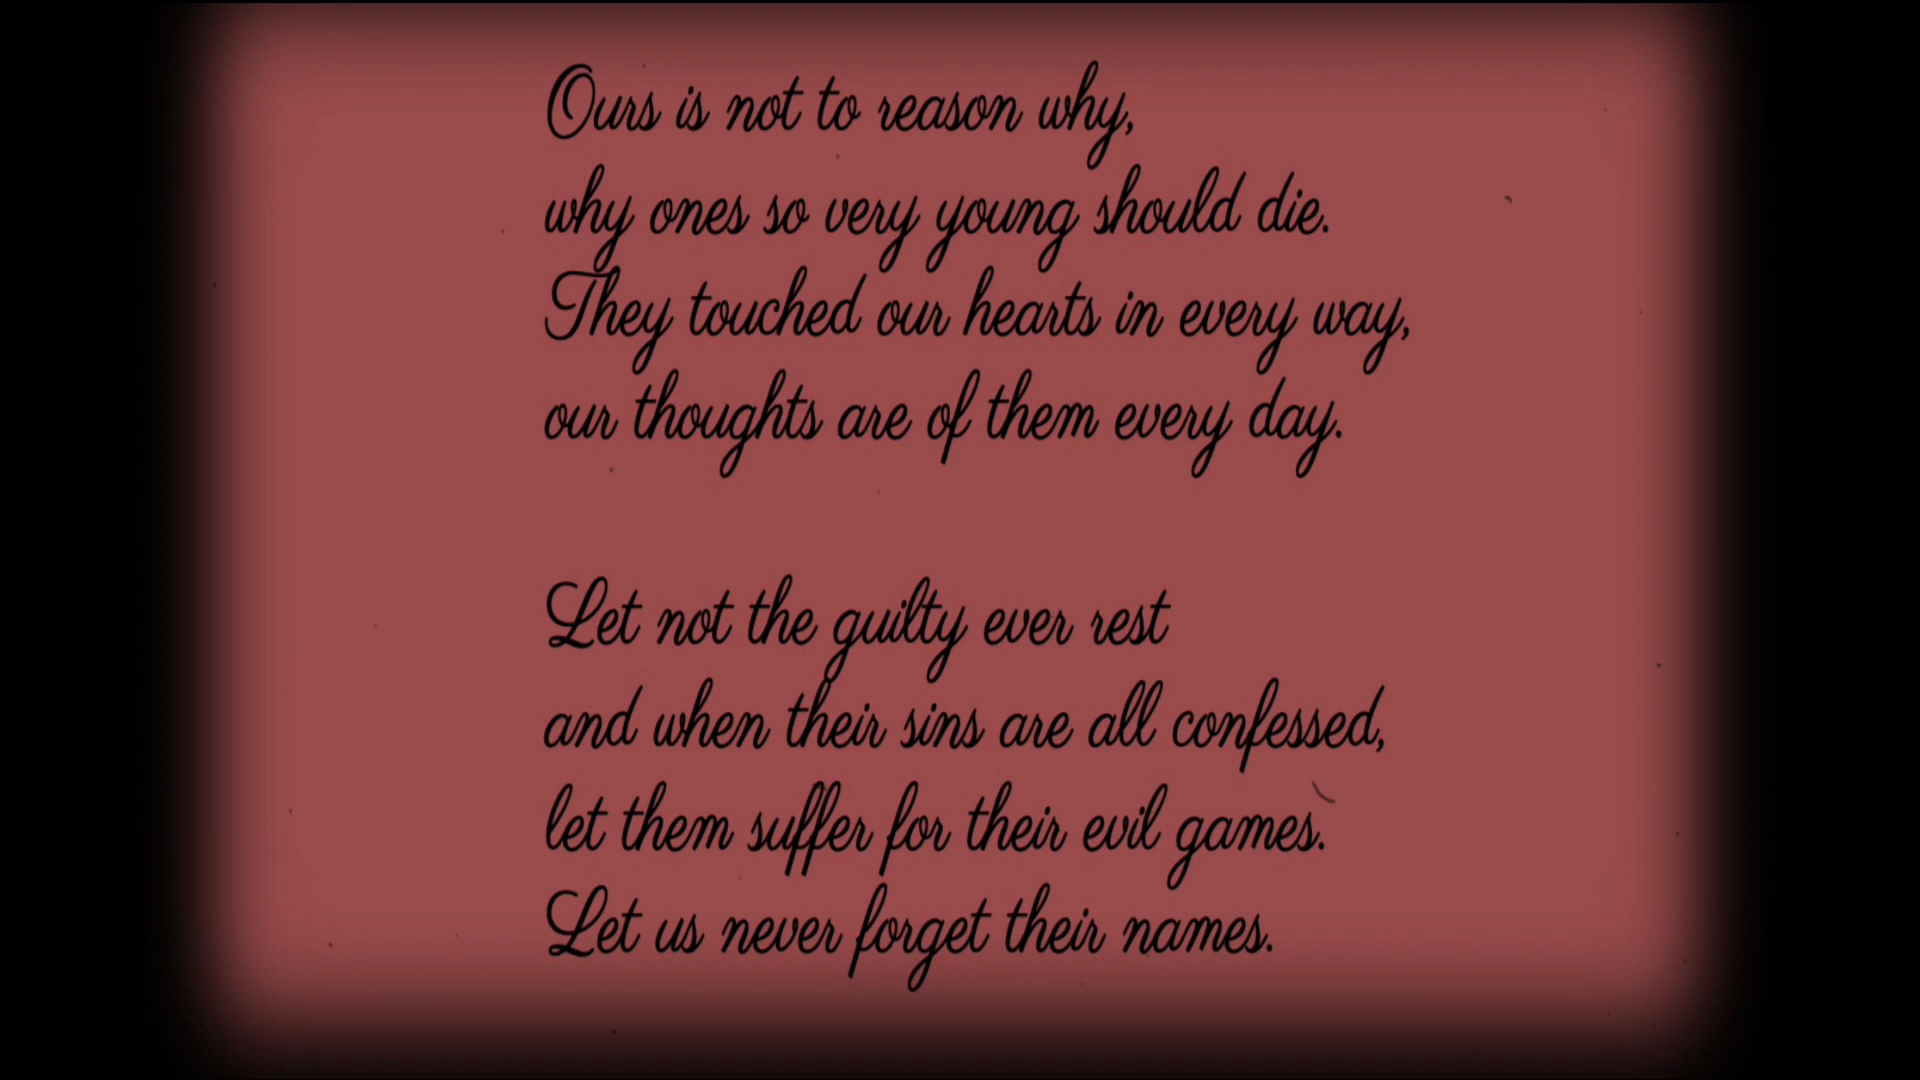 Ours is not to reason why,
why ones so very young should die.
They touched our hearts in every way,
our thoughts are of them every day.
Let not the guilty ever rest
and when their sins are all confessed,
let them suffer for their evil games.
Let us never forget their names.